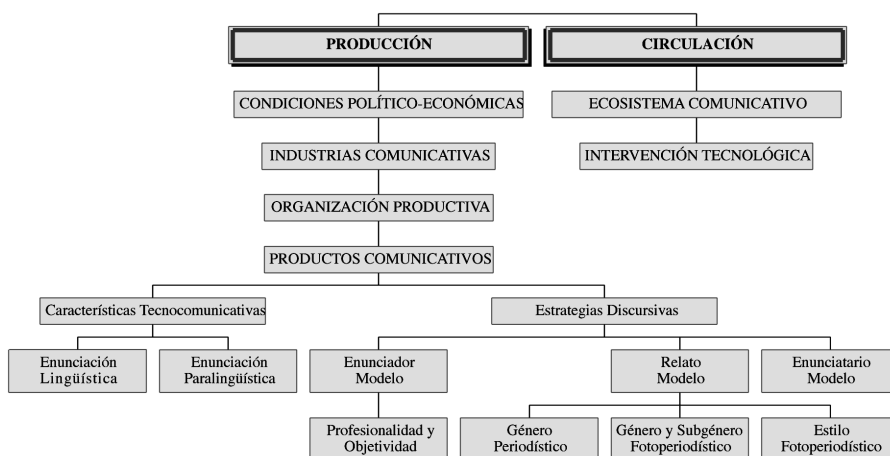 PRODUCCIÓN
CIRCULACIÓN
CONDICIONES POLÍTICO-ECONÓMICAS
ECOSISTEMA COMUNICATIVO
INDUSTRIAS COMUNICATIVAS
INTERVENCIÓN TECNOLÓGICA
ORGANIZACIÓN PRODUCTIVA
PRODUCTOS COMUNICATIVOS
Características Tecnocomunicativas
Estrategias Discursivas
Enunciación
Lingüística
Enunciación
Paralingüística
Enunciador
Modelo
Relato
Modelo
Enunciatario
Modelo
Profesionalidad y
Objetividad
Género
Periodístico
Género y Subgénero
Fotoperiodístico
Estilo
Fotoperiodístico